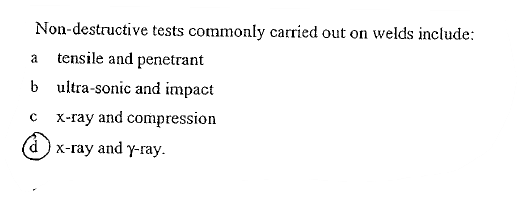 Non-destructive tests commonly carried out on welds include:
a tensile and penetrant
b ultra-sonic and impact
c x-ray and compression
d x-ray and γ-ray.